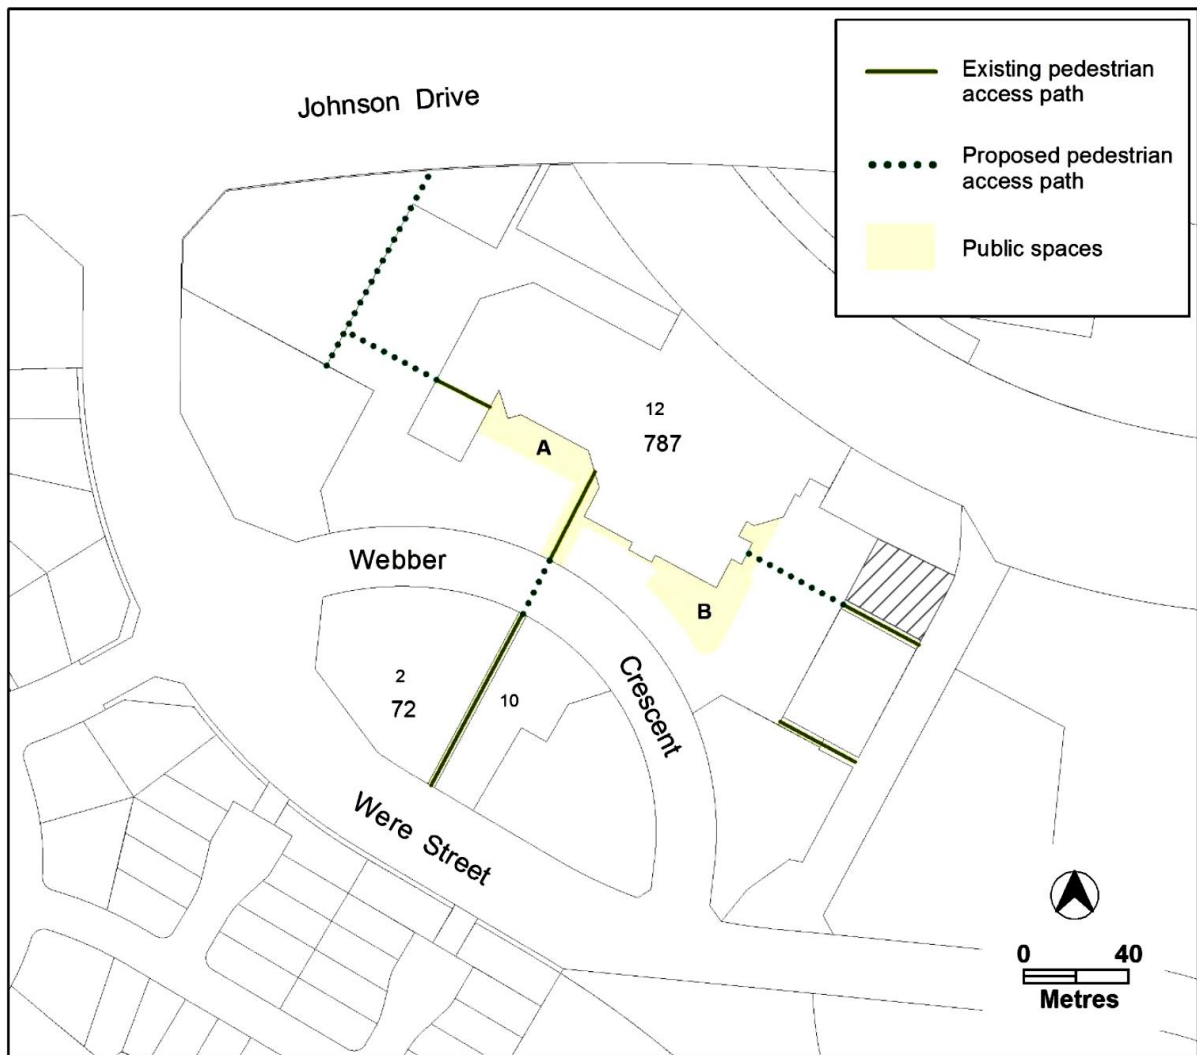 Johnson Drive
Existing pedestrian
access path
Proposed pedestrian
access path
Public spaces
12
787
A
Webber
B
Crescent
2
72
10
Were Street
0 40
Metres